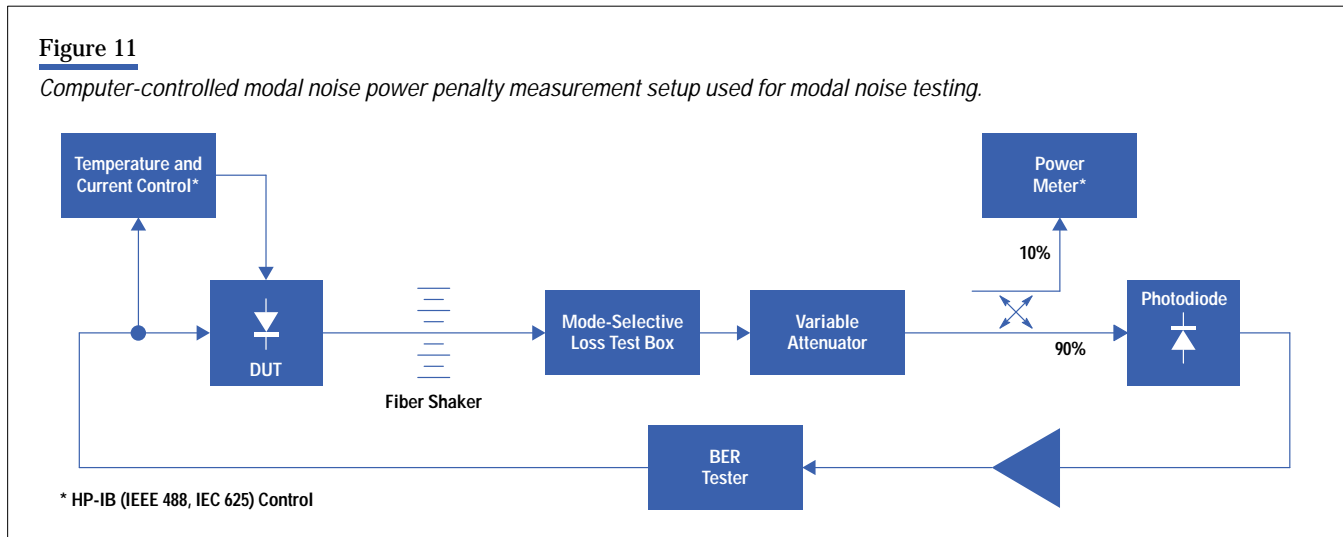 Figure 11
Computer-controlled modal noise power penalty measurement setup used for modal noise testing.
Temperature and
Current Control*
Power
Meter*
10%
DUT
Fiber Shaker
Mode-Selective
Loss Test Box
Variable
Attenuator
90%
Photodiode
BER
Tester
* HP-IB (IEEE 488, IEC 625) Control